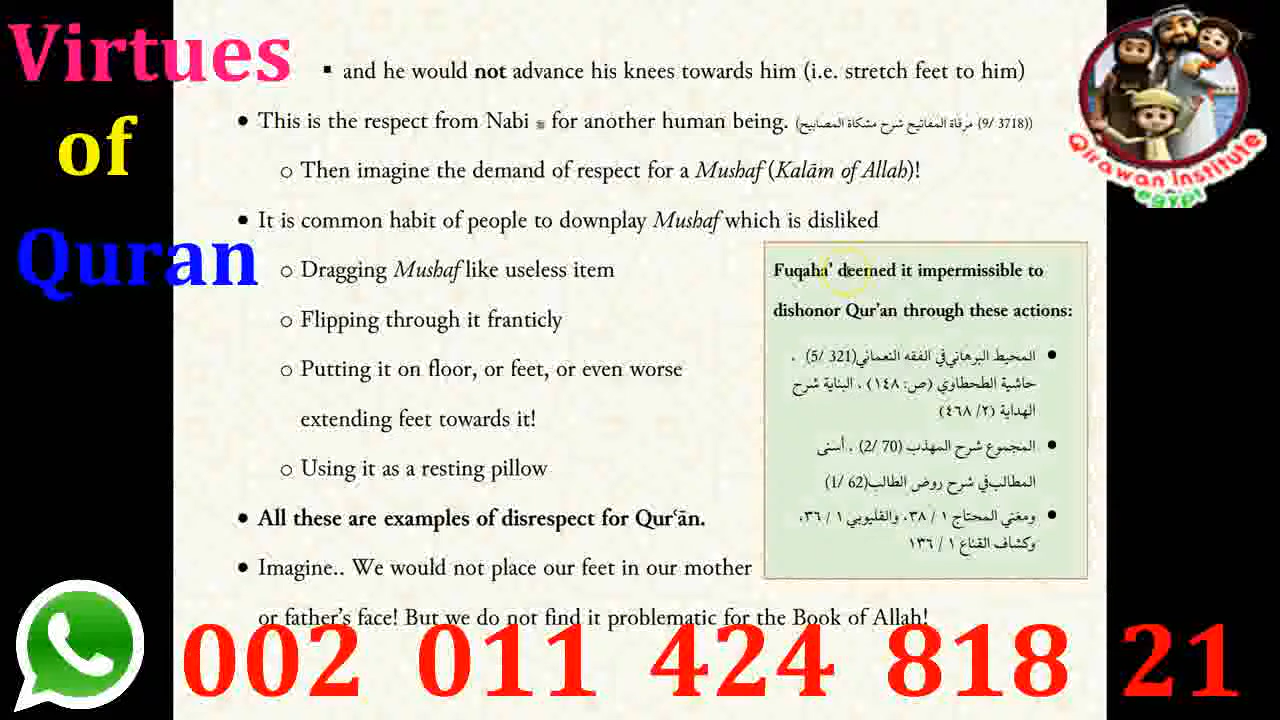 Virtues
of
Quran
▪ and he would not advance his knees towards him (i.e. stretch feet to him)
• This is the respect from Nabi ﷺ for another human being. (مرقاة المفاتيح شرح مشكاة المصابيح (9/ 3718))
o Then imagine the demand of respect for a Mushaf (Kalām of Allah)!
• It is common habit of people to downplay Mushaf which is disliked
o Dragging Mushaf like useless item
o Flipping through it franticly
o Putting it on floor, or feet, or even worse
extending feet towards it!
o Using it as a resting pillow
• All these are examples of disrespect for Qurʿān.
• Imagine.. We would not place our feet in our mother
or father's face! But we do not find it problematic for the Book of Allah!
Fuqaha' deemed it impermissible to
dishonor Qur'an through these actions:
• المحيط البرهاني في الفقه النعماني (5/ 321) ،
حاشية الطحطاوي (ص: ١٤٨) ، البناية شرح
الهداية (٢/ ٤٦٨)
• المجموع شرح المهذب (2/ 70) ، أسنى
المطالب في شرح روض الطالب (1/ 62)
• ومغني المحتاج ١ / ٣٨، والقليوبي ١ / ٣٦،
وكشاف القناع ١ / ١٣٦
Qirawan Institute
egypt
002 011 424 818 21